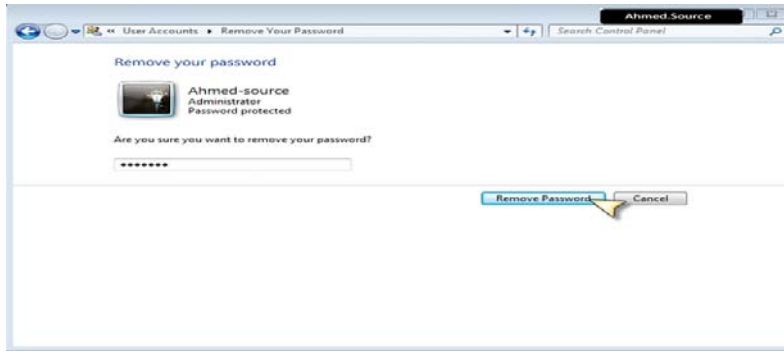 Ahmed.Source
« User Accounts ▸ Remove Your Password
Search Control Panel
Remove your password
Ahmed-source
Administrator
Password protected
Are you sure you want to remove your password?
•••••••
Remove Password
Cancel